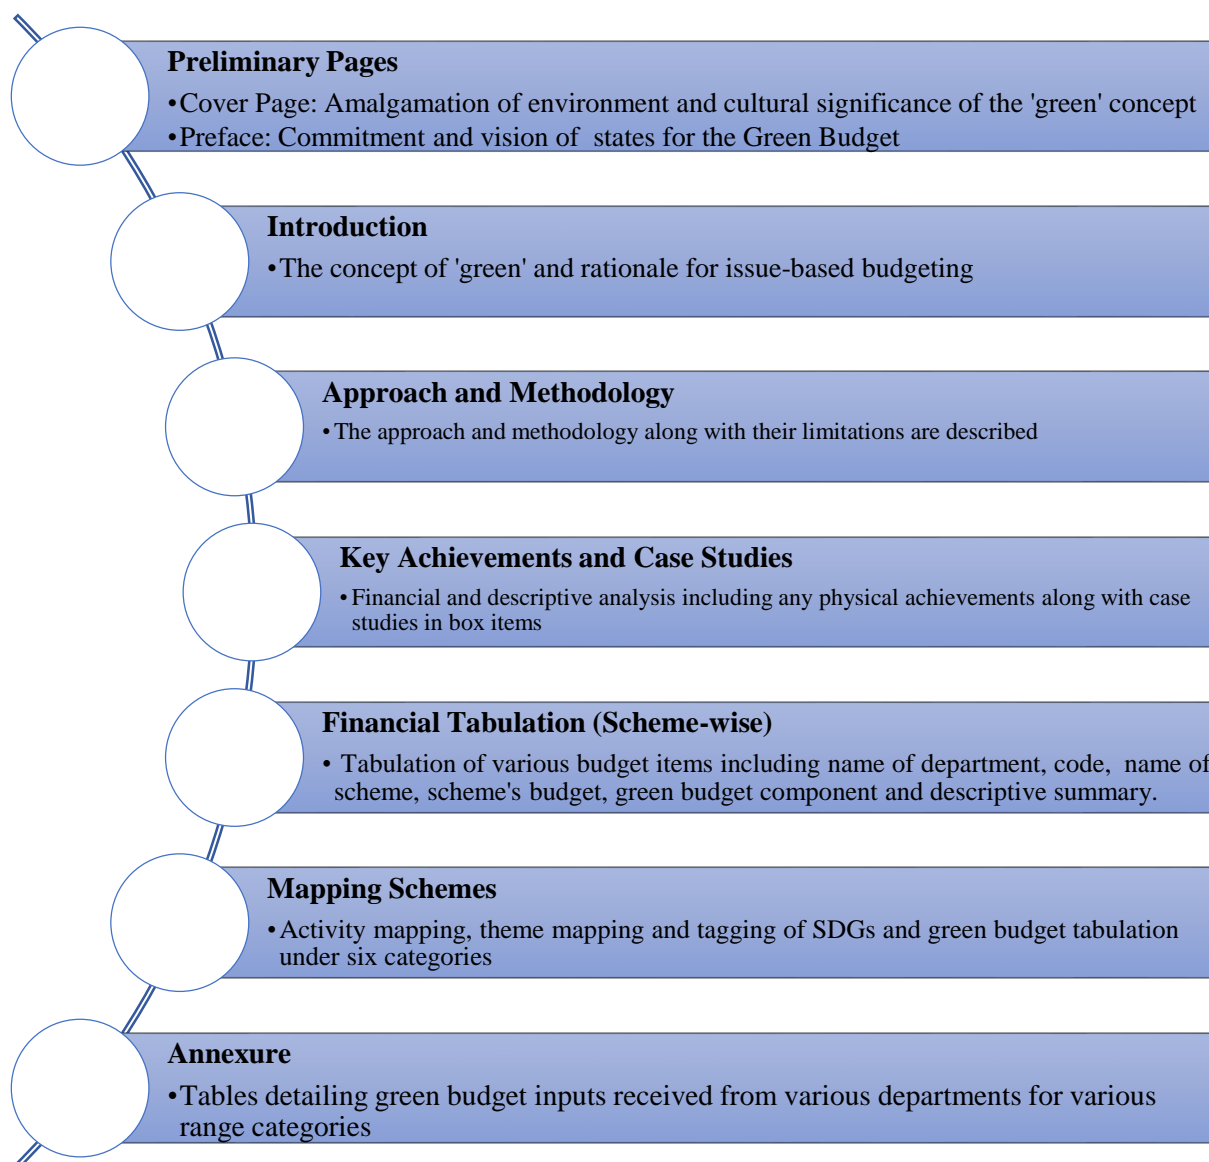 Preliminary Pages
•Cover Page: Amalgamation of environment and cultural significance of the 'green' concept
•Preface: Commitment and vision of  states for the Green Budget
Introduction
•The concept of 'green' and rationale for issue-based budgeting
Approach and Methodology
•The approach and methodology along with their limitations are described
Key Achievements and Case Studies
•Financial and descriptive analysis including any physical achievements along with case
studies in box items
Financial Tabulation (Scheme-wise)
• Tabulation of various budget items including name of department, code,  name of
scheme, scheme's budget, green budget component and descriptive summary.
Mapping Schemes
•Activity mapping, theme mapping and tagging of SDGs and green budget tabulation
under six categories
Annexure
•Tables detailing green budget inputs received from various departments for various
range categories